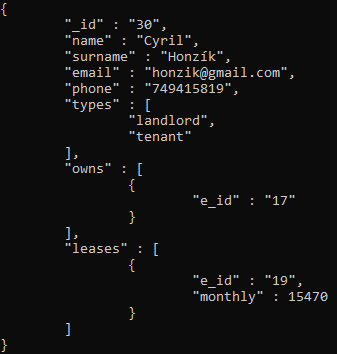 {
        "_id" : "30",
        "name" : "Cyril",
        "surname" : "Honzík",
        "email" : "honzik@gmail.com",
        "phone" : "749415819",
        "types" : [
                "landlord",
                "tenant"
        ],
        "owns" : [
                {
                        "e_id" : "17"
                }
        ],
        "leases" : [
                {
                        "e_id" : "19",
                        "monthly" : 15470
                }
        ]
}